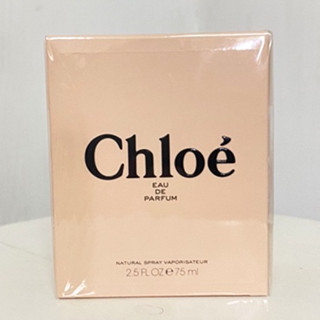 Chloé
EAU
DE
PARFUM
NATURAL SPRAY VAPORISATEUR
2.5 FL OZ ℮ 75 ml